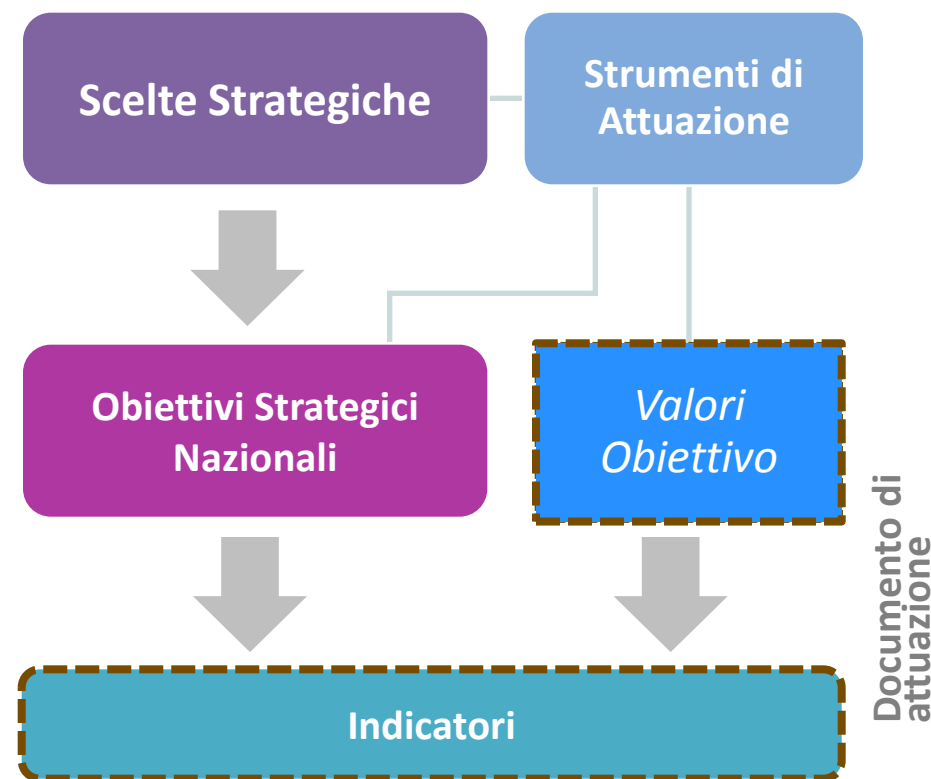 Scelte Strategiche
Strumenti di
Attuazione
Obiettivi Strategici
Nazionali
Valori
Obiettivo
Documento di
attuazione
Indicatori